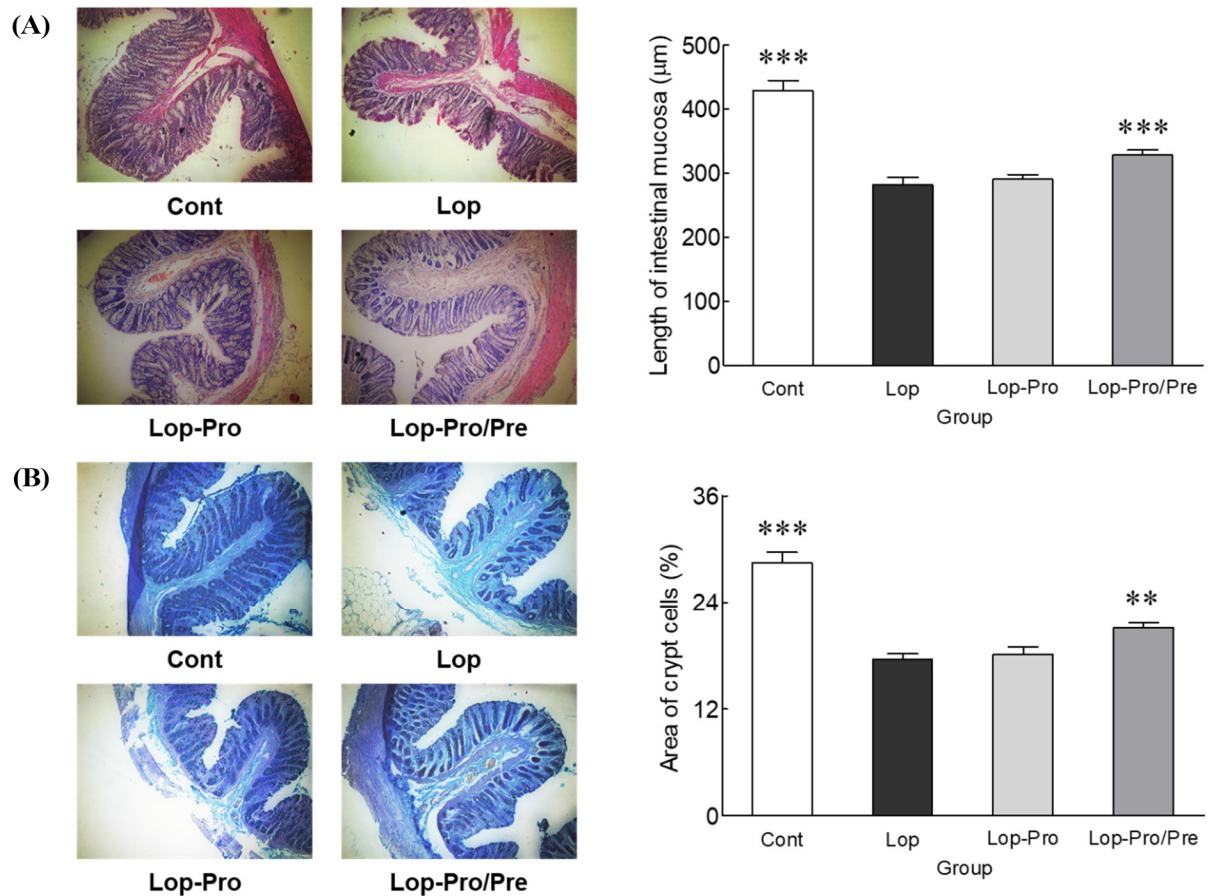 (A)
Cont
Lop
Lop-Pro
Lop-Pro/Pre
Length of intestinal mucosa (μm)
500
400
300
200
100
0
***
***
Cont
Lop
Lop-Pro
Lop-Pro/Pre
Group
(B)
Cont
Lop
Lop-Pro
Lop-Pro/Pre
Area of crypt cells (%)
36
24
12
0
***
**
Cont
Lop
Lop-Pro
Lop-Pro/Pre
Group